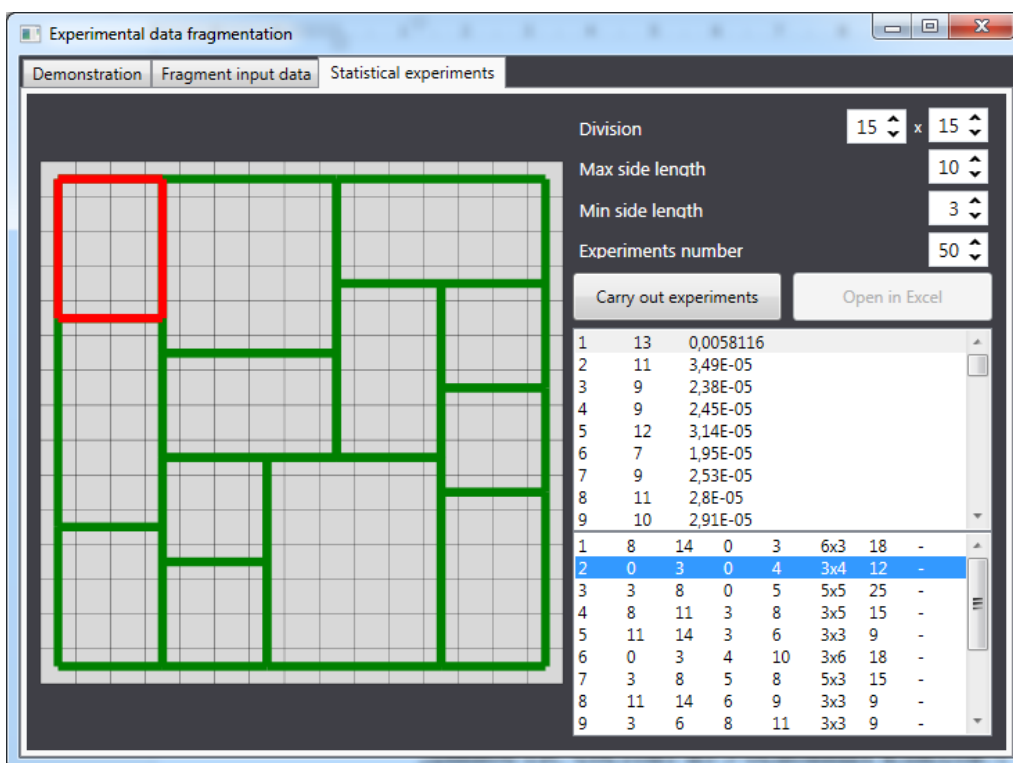 Experimental data fragmentation
Demonstration Fragment input data Statistical experiments
Division 15 x 15
Max side length 10
Min side length 3
Experiments number 50
Carry out experiments Open in Excel
1 13 0,0058116
2 11 3,49E-05
3 9 2,38E-05
4 9 2,45E-05
5 12 3,14E-05
6 7 1,95E-05
7 9 2,53E-05
8 11 2,8E-05
9 10 2,91E-05
1 8 14 0 3 6x3 18 -
2 0 3 0 4 3x4 12 -
3 3 8 0 5 5x5 25 -
4 8 11 3 8 3x5 15 -
5 11 14 3 6 3x3 9 -
6 0 3 4 10 3x6 18 -
7 3 8 5 8 5x3 15 -
8 11 14 6 9 3x3 9 -
9 3 6 8 11 3x3 9 -